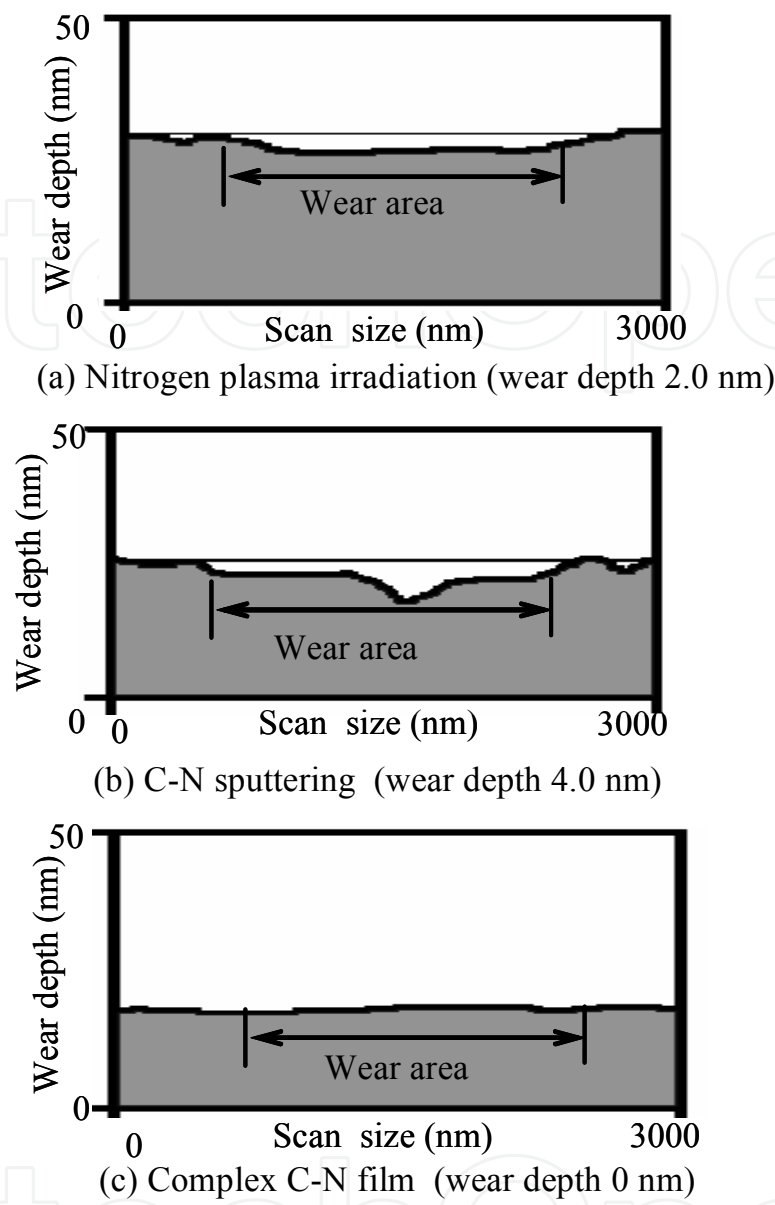 50
Wear depth (nm)
Wear area
0
0
Scan size (nm)
3000
(a) Nitrogen plasma irradiation (wear depth 2.0 nm)
50
Wear depth (nm)
Wear area
0
0
Scan size (nm)
3000
(b) C-N sputtering (wear depth 4.0 nm)
50
Wear depth (nm)
Wear area
0
0
Scan size (nm)
3000
(c) Complex C-N film (wear depth 0 nm)